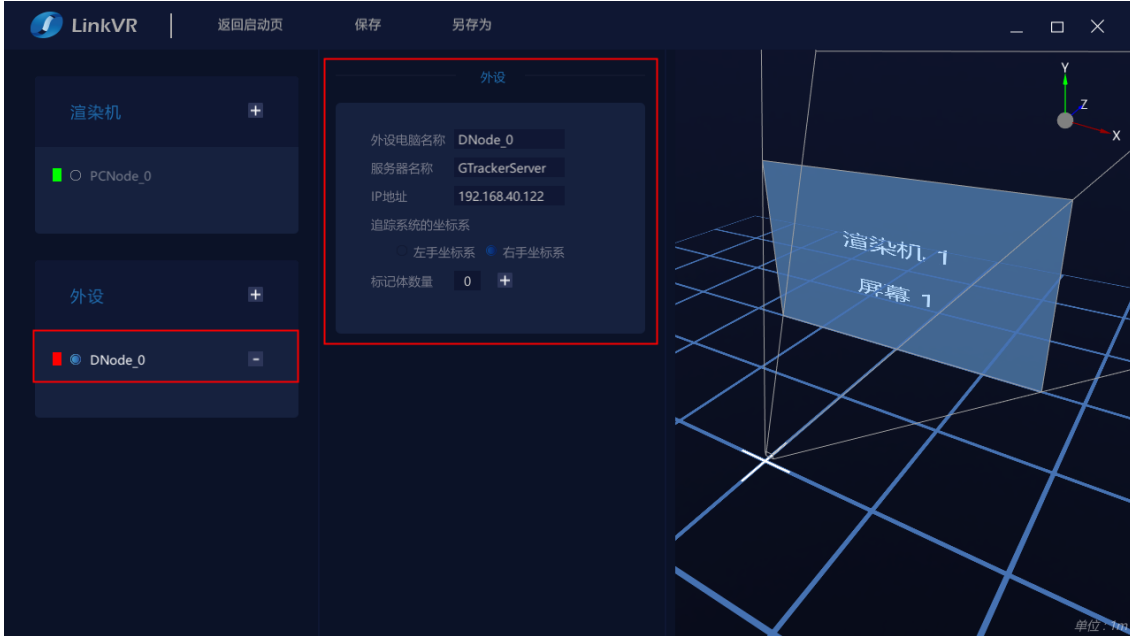 LinkVR 返回启动页 保存 另存为
渲染机
PCNode_0
外设
DNode_0
外设
外设电脑名称 DNode_0
服务器名称 GTrackerServer
IP地址 192.168.40.122
追踪系统的坐标系
左手坐标系 右手坐标系
标记体数量 0
Y
Z
X
渲染机 1
屏幕 1
单位:1m